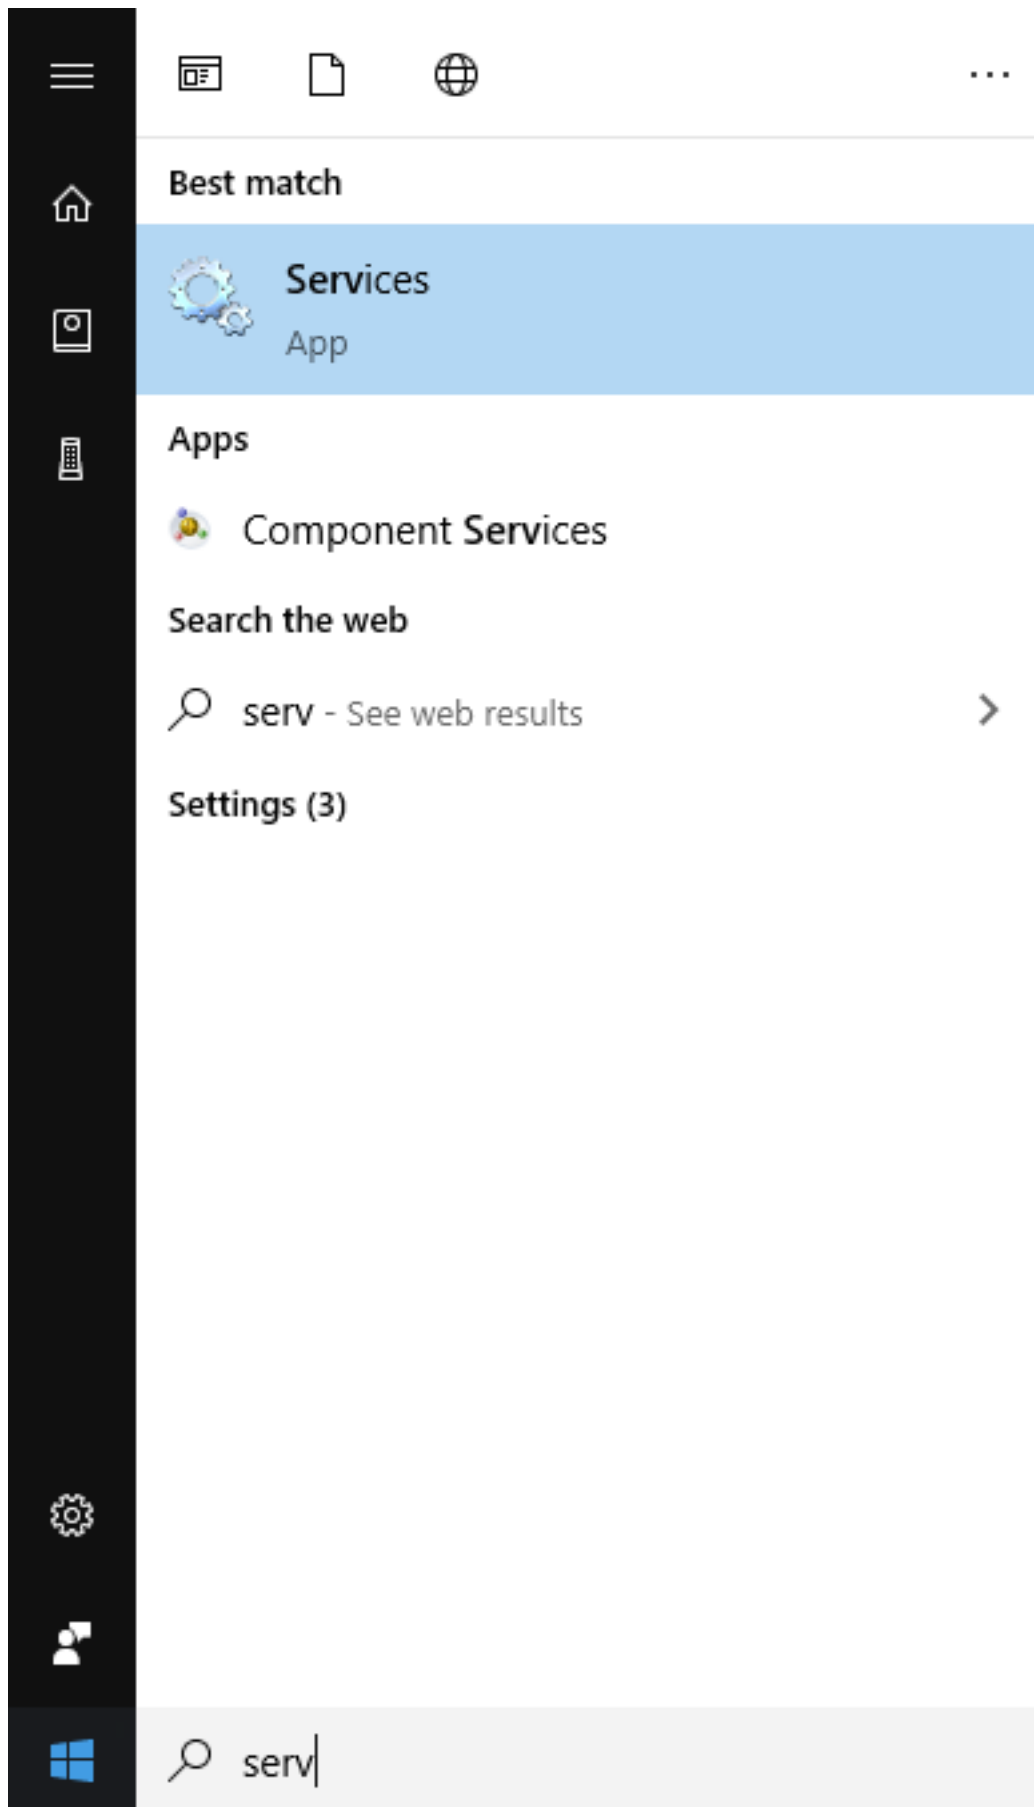 Best match
Services
App
Apps
Component Services
Search the web
serv - See web results
Settings (3)
serv